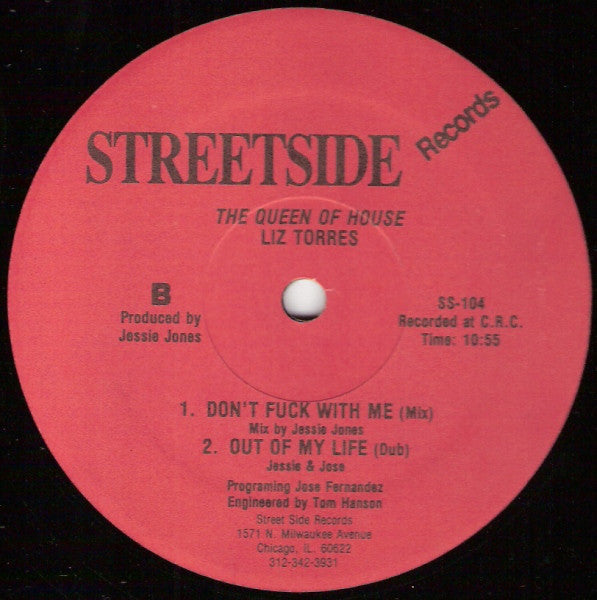 STREETSIDE Records
THE QUEEN OF HOUSE
LIZ TORRES
B
Produced by
Jessie Jones
SS-104
Recorded at C.R.C.
Time: 10:55
1. DON'T FUCK WITH ME (Mix)
Mix by Jessie Jones
2. OUT OF MY LIFE (Dub)
Jessie & Jose
Programing Jose Fernandez
Engineered by Tom Hanson
Street Side Records
1571 N. Milwaukee Avenue
Chicago, IL. 60622
312-342-3931